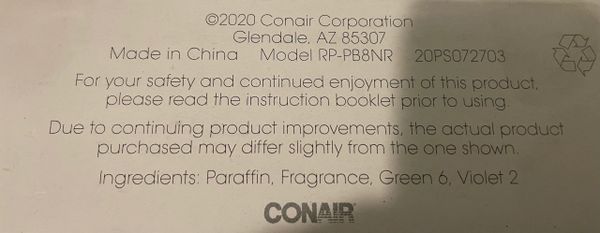 ©2020 Conair Corporation
Glendale, AZ 85307
Made in China Model RP-PB8NR 20PS072703
For your safety and continued enjoyment of this product,
please read the instruction booklet prior to using.
Due to continuing product improvements, the actual product
purchased may differ slightly from the one shown.
Ingredients: Paraffin, Fragrance, Green 6, Violet 2
CONAIR